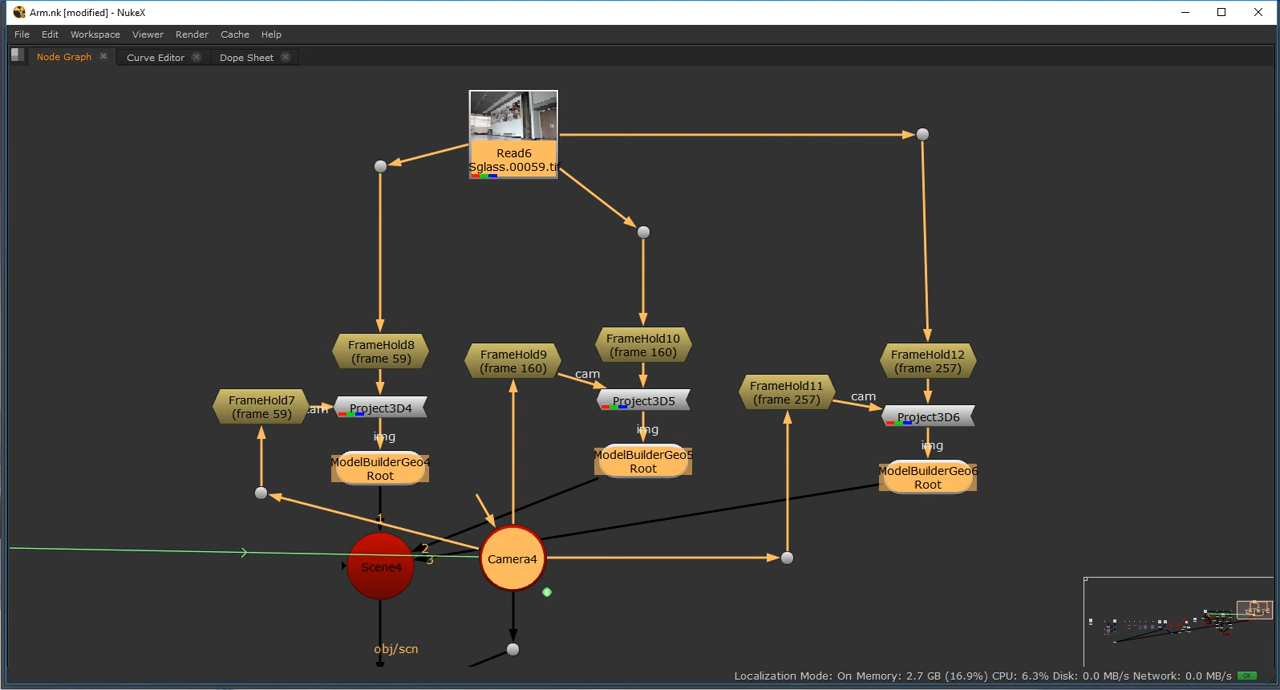 Arm.nk [modified] - NukeX
File Edit Workspace Viewer Render Cache Help
Node Graph Curve Editor Dope Sheet
Read6
Sglass.00059.tif
FrameHold8
(frame 59)
FrameHold9
(frame 160)
FrameHold10
(frame 160)
FrameHold12
(frame 257)
cam
FrameHold7
(frame 59)
cam
Project3D4
Project3D5
FrameHold11
(frame 257)
cam
Project3D6
img
img
img
ModelBuilderGeo4
Root
ModelBuilderGeo5
Root
ModelBuilderGeo6
Root
1
2
3
Scene4
Camera4
obj/scn
Localization Mode: On Memory: 2.7 GB (16.9%) CPU: 6.3% Disk: 0.0 MB/s Network: 0.0 MB/s OK